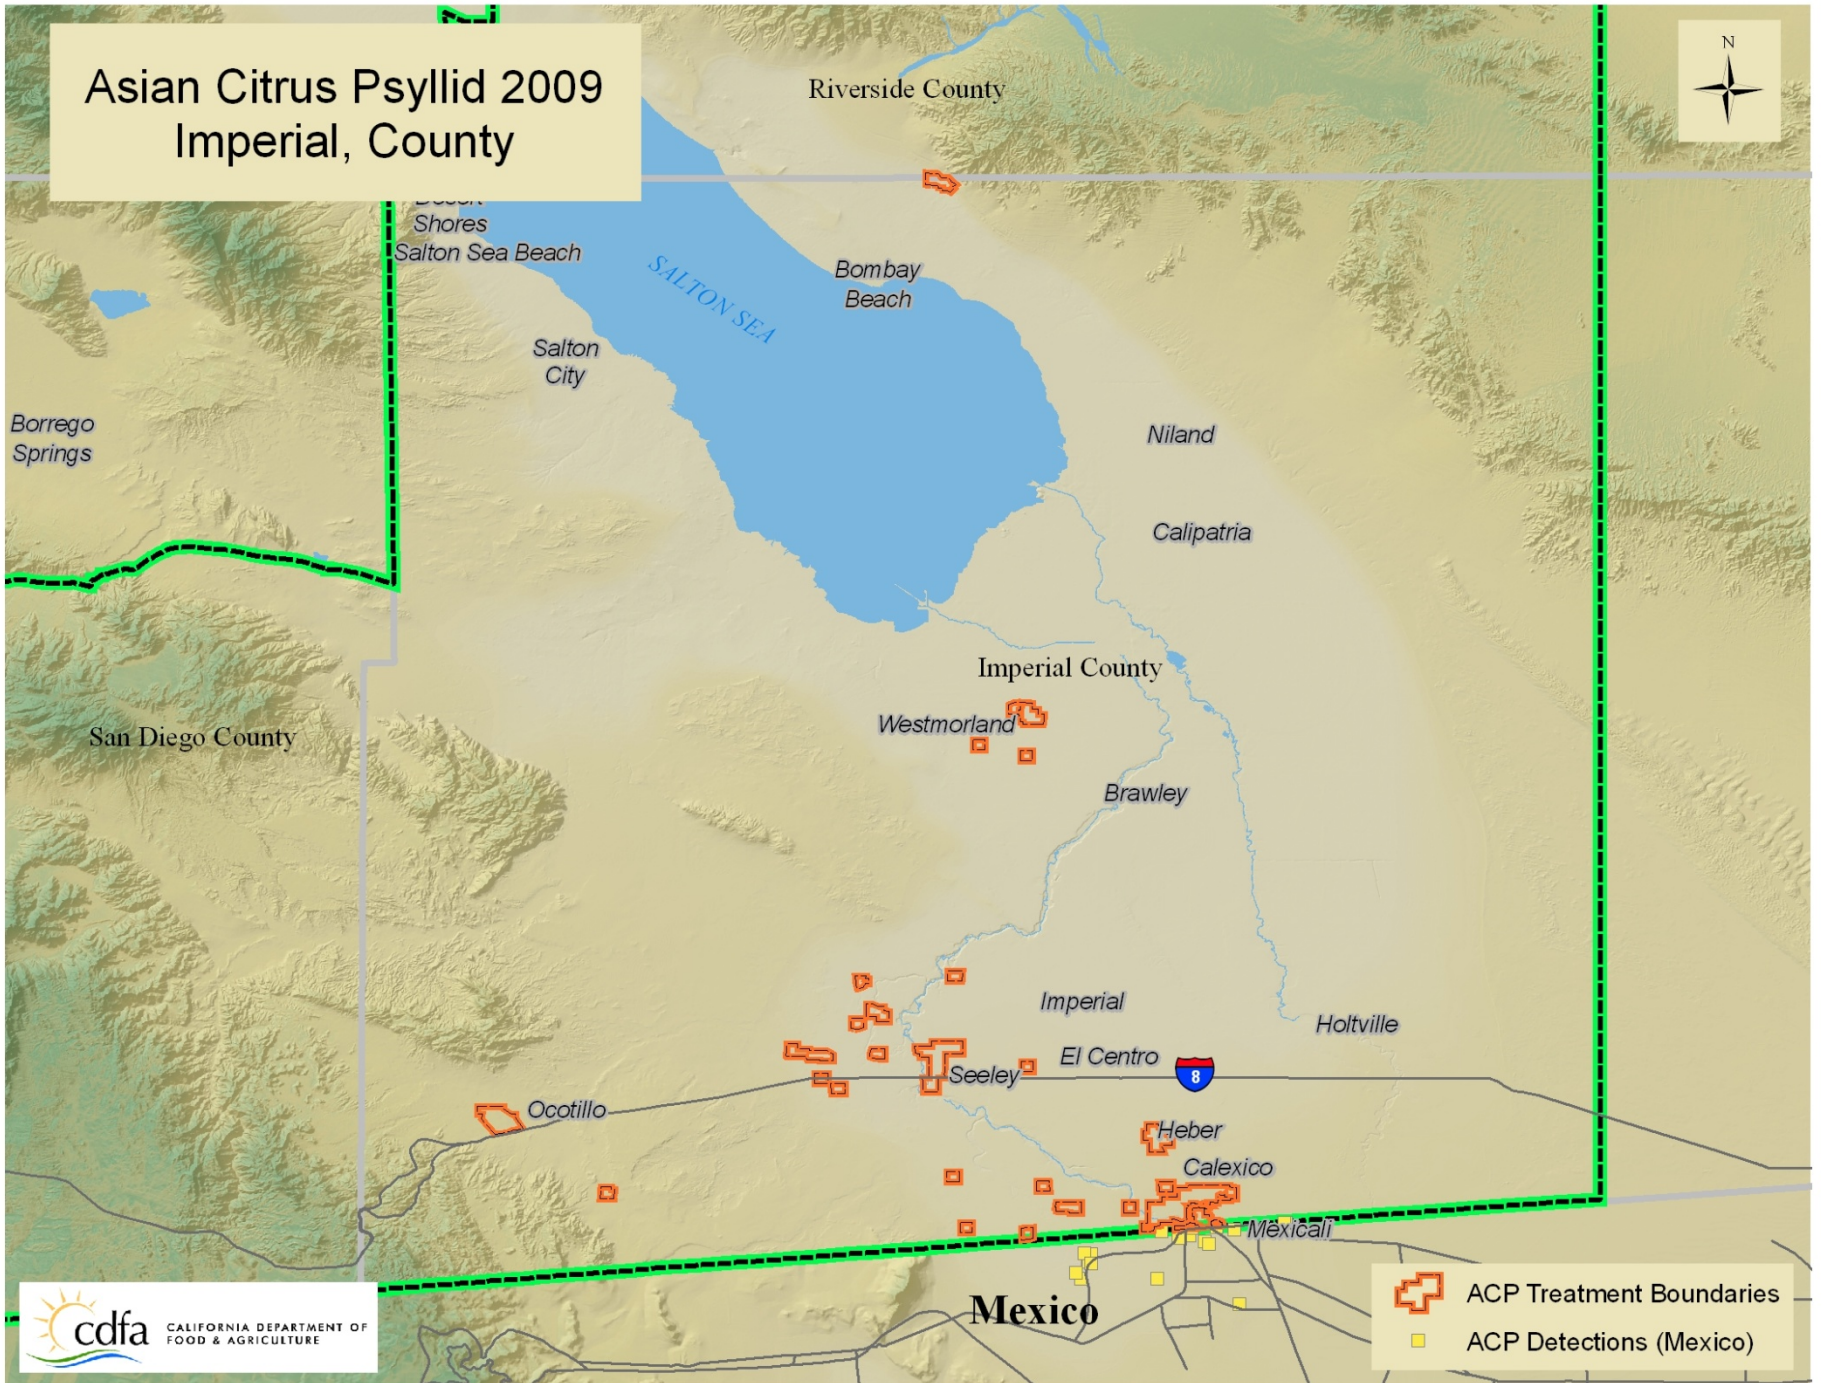 Asian Citrus Psyllid 2009
Imperial, County
N
Riverside County
Desert
Shores
Salton Sea Beach
SALTON SEA
Bombay
Beach
Salton
City
Borrego
Springs
Niland
Calipatria
Imperial County
Westmorland
San Diego County
Brawley
Imperial
Holtville
El Centro
Seeley
8
Ocotillo
Heber
Calexico
Mexicali
Mexico
cdfa
CALIFORNIA DEPARTMENT OF
FOOD & AGRICULTURE
ACP Treatment Boundaries
ACP Detections (Mexico)